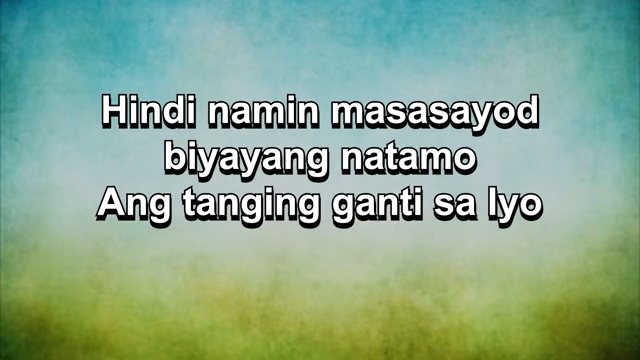 Hindi namin masasayod
biyayang natamo
Ang tanging ganti sa Iyo